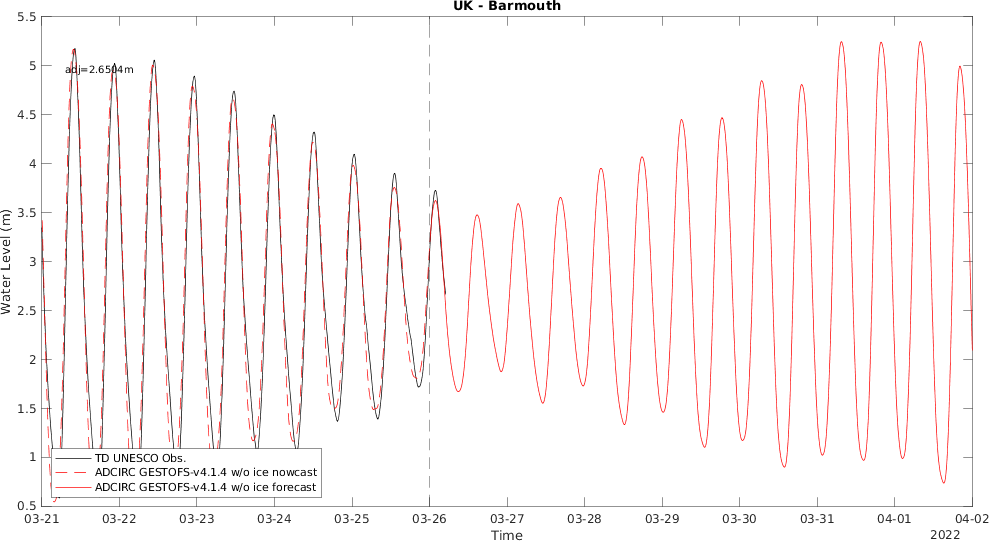 UK - Barmouth
5.5
5
4.5
4
3.5
3
2.5
2
1.5
1
0.5
Water Level (m)
adj=2.6504m
TD UNESCO Obs.
ADCIRC GESTOFS-v4.1.4 w/o ice nowcast
ADCIRC GESTOFS-v4.1.4 w/o ice forecast
03-21 03-22 03-23 03-24 03-25 03-26 03-27 03-28 03-29 03-30 03-31 04-01 04-02
Time
2022